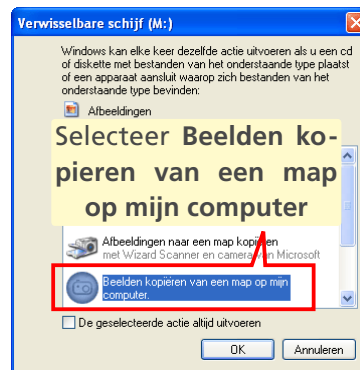 Verwisselbare schijf (M:)
Windows kan elke keer dezelfde actie uitvoeren als u een cd
of diskette met bestanden van het onderstaande type plaatst
of een apparaat aansluit waarop zich bestanden van het
onderstaande type bevinden:
Afbeeldingen
Selecteer Beelden ko-
pieren van een map
op mijn computer
Afbeeldingen naar een map kopiëren
met Wizard Scanner en camera van Microsoft
Beelden kopiëren van een map op mijn
computer.
De geselecteerde actie altijd uitvoeren
OK
Annuleren